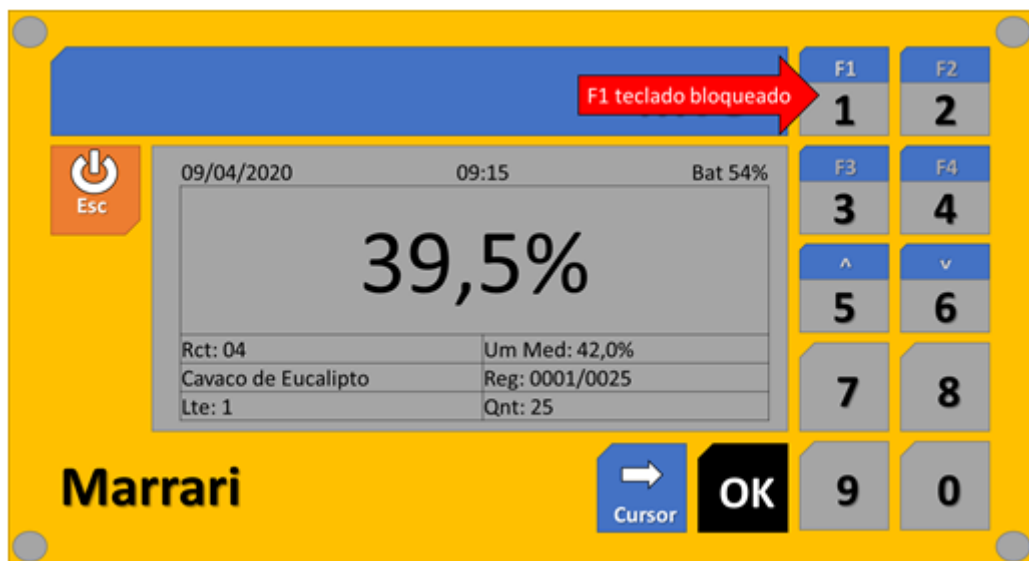 F1 teclado bloqueado
F1 F2
1 2
Esc
09/04/2020 09:15 Bat 54%
F3 F4
3 4
39,5%
^ v
5 6
Rct: 04 Um Med: 42,0%
Cavaco de Eucalipto Reg: 0001/0025
Lte: 1 Qnt: 25
7 8
Marrari
Cursor
OK
9 0